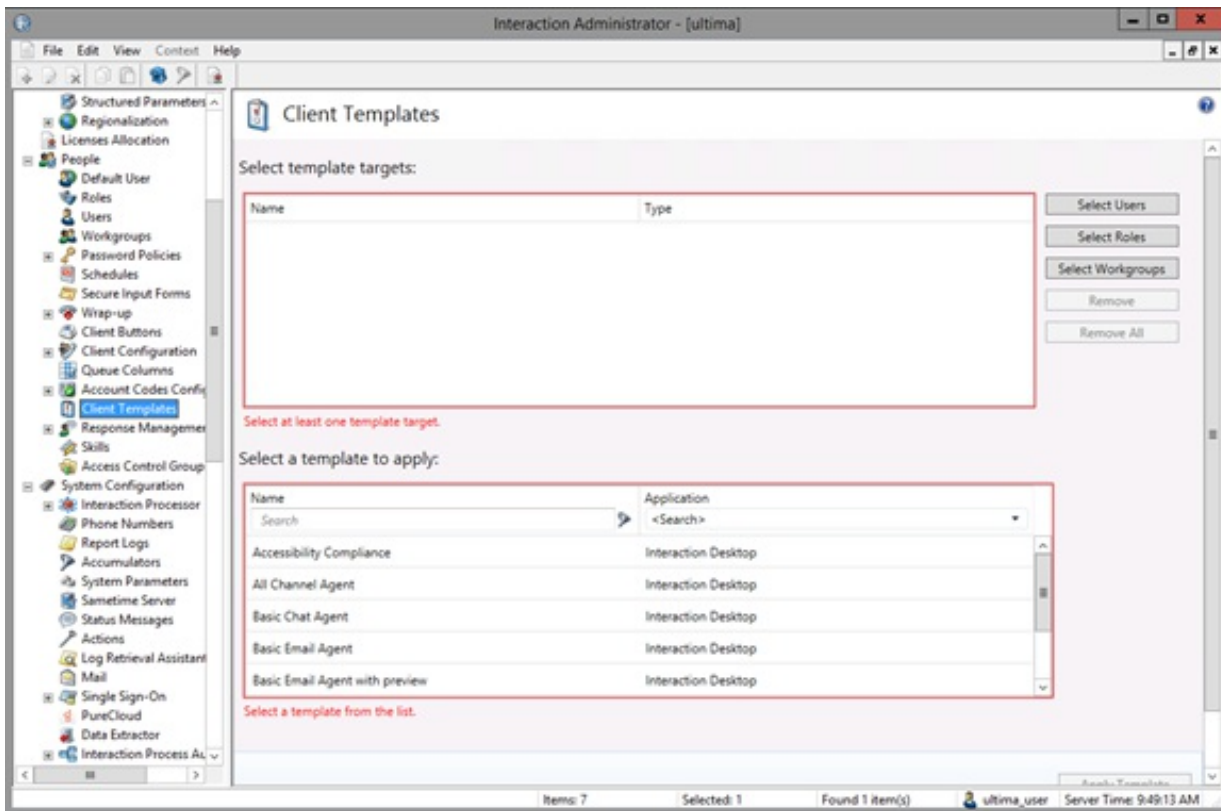 Interaction Administrator - [ultima]
File Edit View Context Help
Structured Parameters
Regionalization
Licenses Allocation
People
Default User
Roles
Users
Workgroups
Password Policies
Schedules
Secure Input Forms
Wrap-up
Client Buttons
Client Configuration
Queue Columns
Account Codes Config
Client Templates
Response Managemer
Skills
Access Control Group
System Configuration
Interaction Processor
Phone Numbers
Report Logs
Accumulators
System Parameters
Sametime Server
Status Messages
Actions
Log Retrieval Assistant
Mail
Single Sign-On
PureCloud
Data Extractor
Interaction Process Au
Client Templates
Select template targets:
Name Type
Select Users
Select Roles
Select Workgroups
Remove
Remove All
Select at least one template target.
Select a template to apply:
Name Application
Search <Search>
Accessibility Compliance Interaction Desktop
All Channel Agent Interaction Desktop
Basic Chat Agent Interaction Desktop
Basic Email Agent Interaction Desktop
Basic Email Agent with preview Interaction Desktop
Select a template from the list.
Apply Template
Items: 7 Selected: 1 Found 1 item(s) ultima_user Server Time: 9:49:13 AM